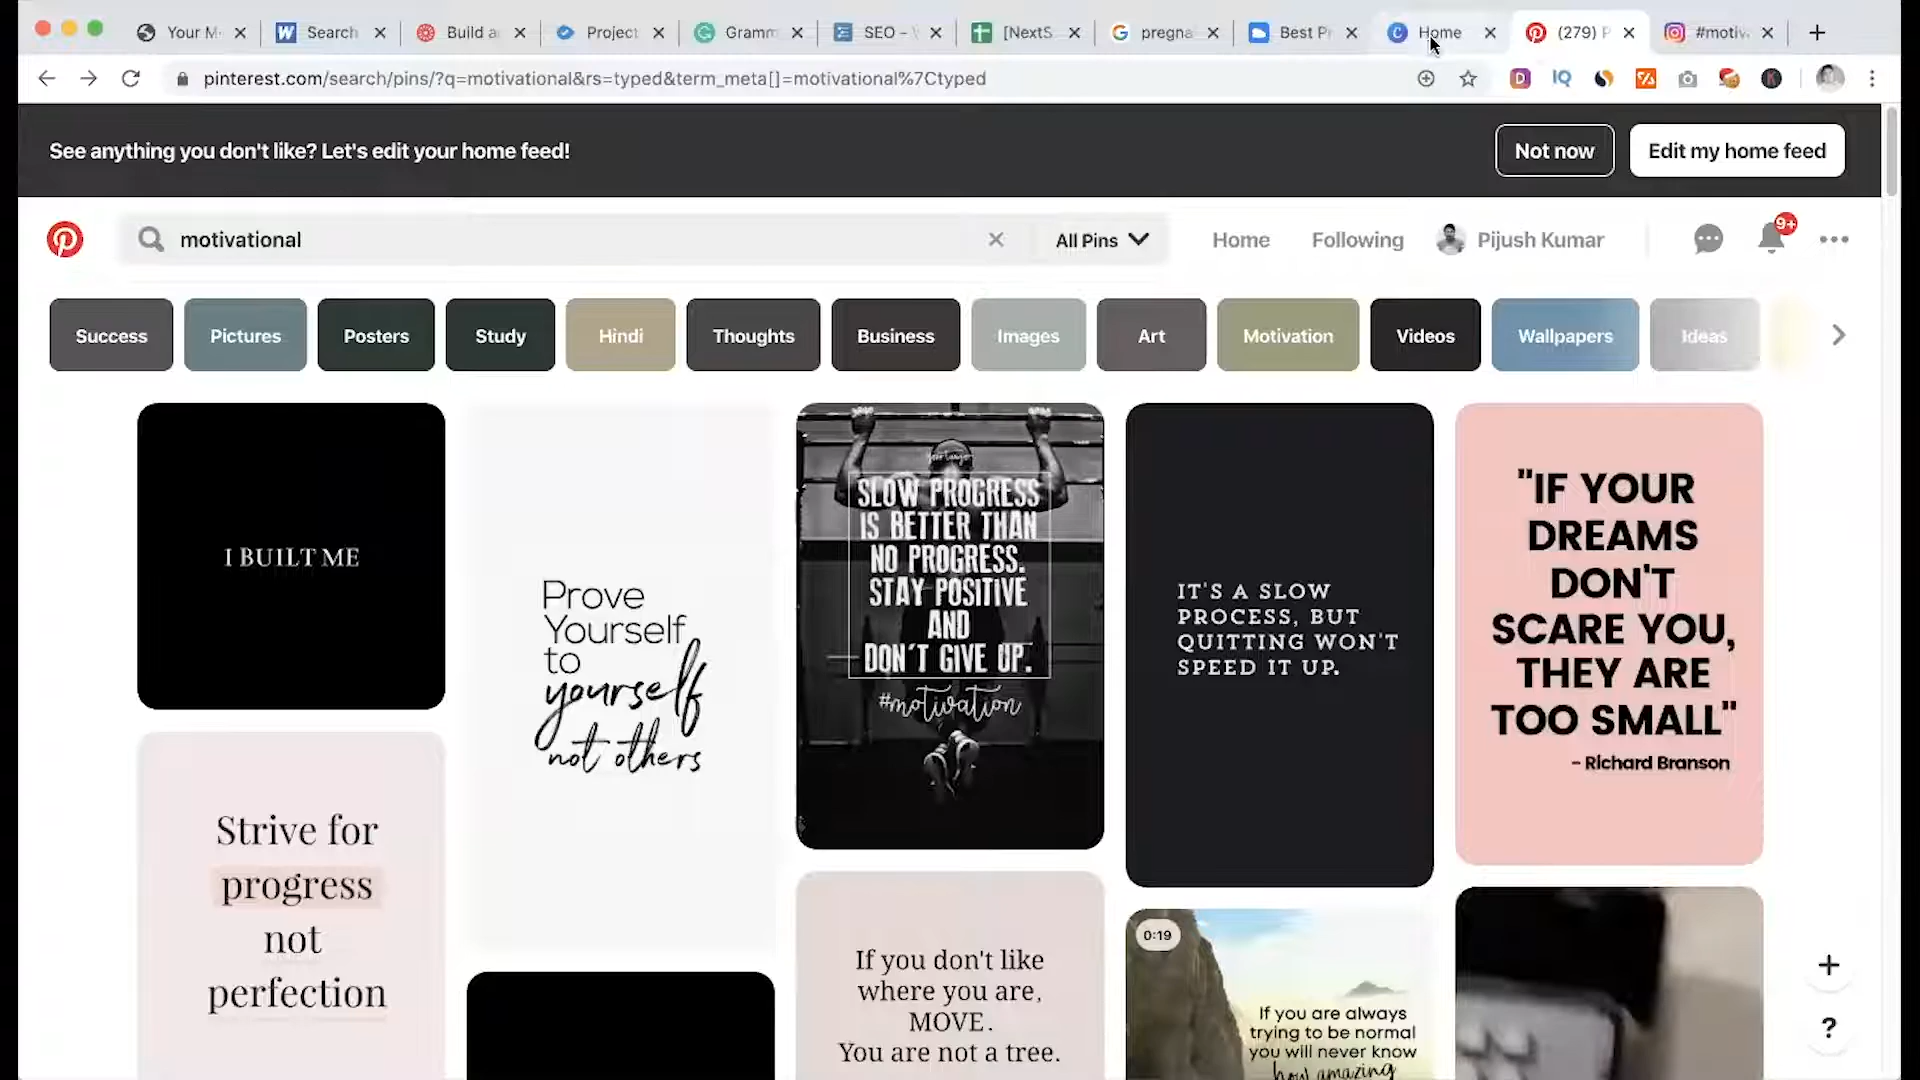 Your M
Search
Build a
Project
Gramm
SEO -
[NextS
pregna
Best P
Home
(279) P
#motiv
pinterest.com/search/pins/?q=motivational&rs=typed&term_meta[]=motivational%7Ctyped
See anything you don't like? Let's edit your home feed!
Not now
Edit my home feed
motivational
All Pins
Home
Following
Pijush Kumar
9+
Success
Pictures
Posters
Study
Hindi
Thoughts
Business
Images
Art
Motivation
Videos
Wallpapers
Ideas
I BUILT ME
Prove
Yourself
to
yourself
not others
SLOW PROGRESS
IS BETTER THAN
NO PROGRESS.
STAY POSITIVE
AND
DON'T GIVE UP.
#motivation
IT'S A SLOW
PROCESS, BUT
QUITTING WON'T
SPEED IT UP.
"IF YOUR
DREAMS
DON'T
SCARE YOU,
THEY ARE
TOO SMALL"
- Richard Branson
Strive for
progress
not
perfection
If you don't like
where you are,
MOVE.
You are not a tree.
0:19
If you are always
trying to be normal
you will never know
how amazing
+
?